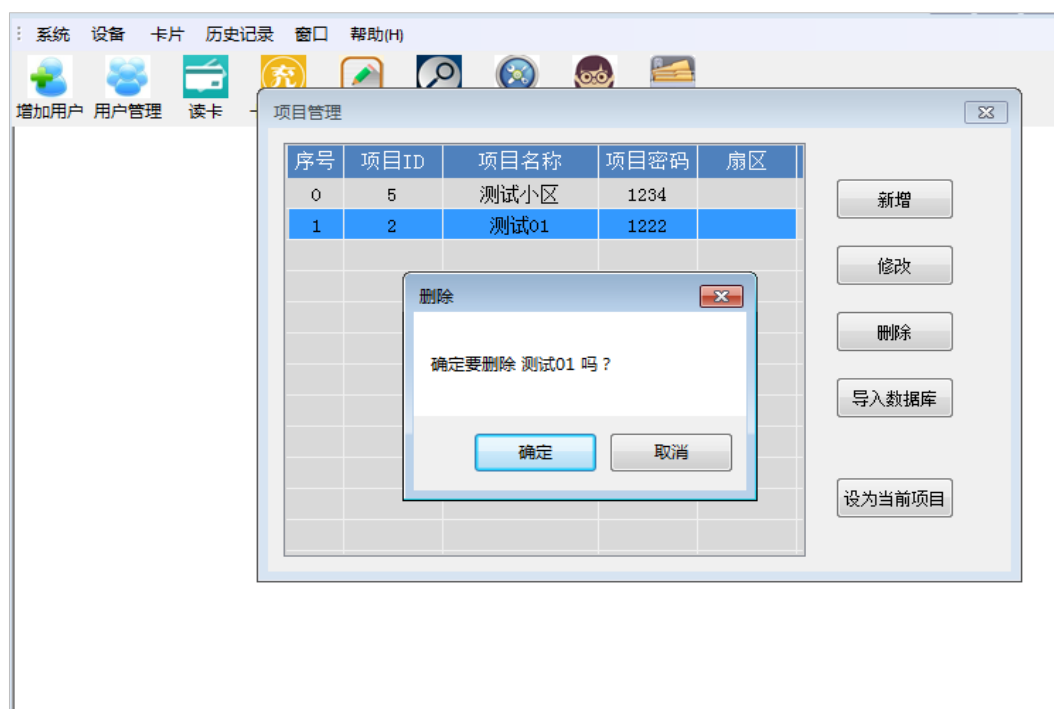 系统 设备 卡片 历史记录 窗口 帮助(H)
充
增加用户 用户管理 读卡
项目管理
序号 项目ID 项目名称 项目密码 扇区
0 5 测试小区 1234
1 2 测试01 1222
新增
修改
删除
导入数据库
设为当前项目
删除
确定要删除 测试01 吗？
确定 取消